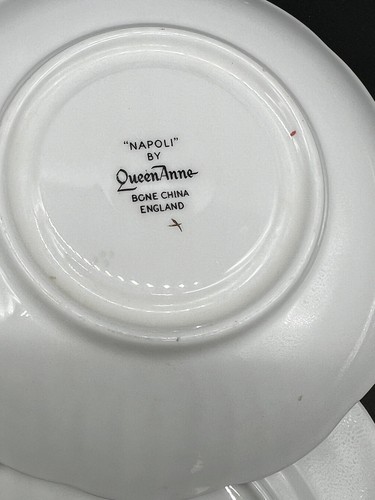 "NAPOLI"
BY
Queen Anne
BONE CHINA
ENGLAND